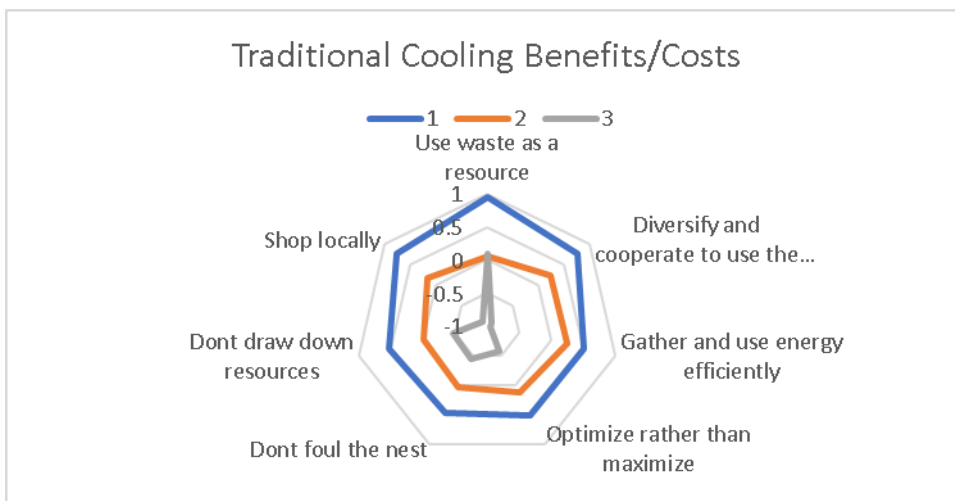 Traditional Cooling Benefits/Costs
1 2 3
Use waste as a
resource
1
0.5
0
-0.5
-1
Diversify and
cooperate to use the...
Gather and use energy
efficiently
Optimize rather than
maximize
Dont foul the nest
Dont draw down
resources
Shop locally